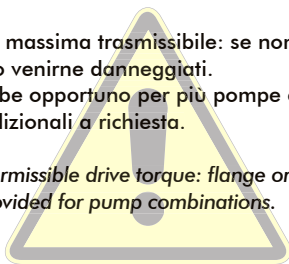 massima trasmissibile: se non
venirne danneggiati.
be opportuno per più pompe
dizionali a richiesta.
rmissible drive torque: flange or
ovided for pump combinations.